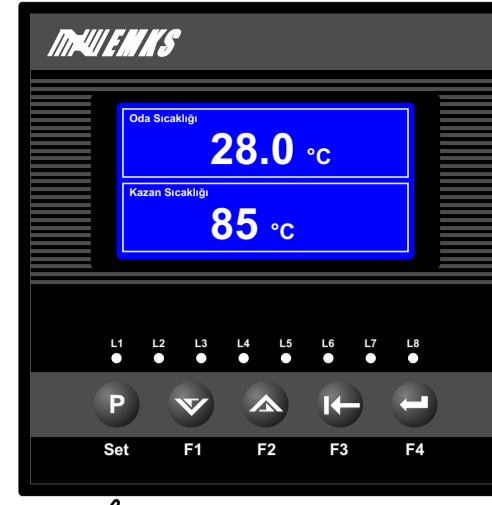 EMKS
Oda Sıcaklığı
28.0 °C
Kazan Sıcaklığı
85 °C
L1 L2 L3 L4 L5 L6 L7 L8
P
Set F1 F2 F3 F4